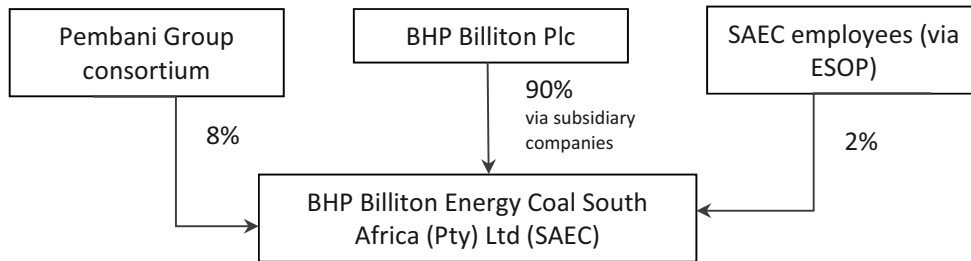 Pembani Group
consortium
BHP Billiton Plc
SAEC employees (via
ESOP)
8%
90%
via subsidiary
companies
2%
BHP Billiton Energy Coal South
Africa (Pty) Ltd (SAEC)